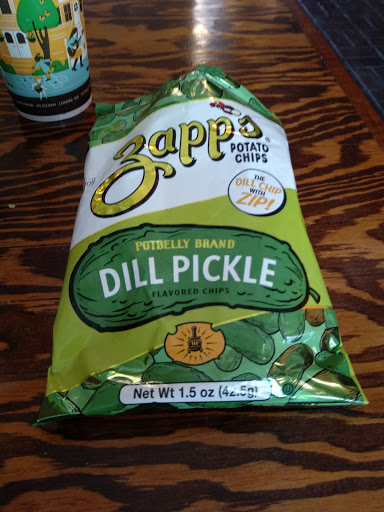 Zapp's®
POTATO
CHIPS
THE
DILL CHIP
WITH
ZIP!
POTBELLY BRAND
DILL PICKLE
FLAVORED CHIPS
Net Wt 1.5 oz (42.5g)